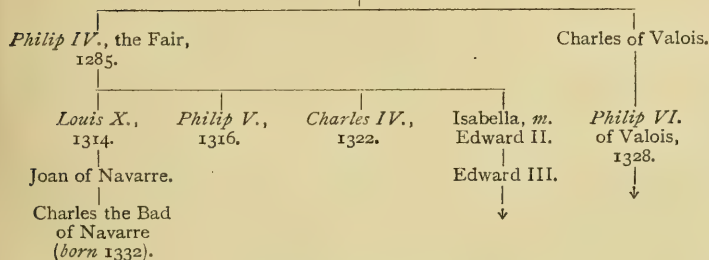 Philip IV., the Fair,
1285.
Charles of Valois.
Louis X.,
1314.
Philip V.,
1316.
Charles IV.,
1322.
Isabella, m.
Edward II.
Philip VI.
of Valois,
1328.
Joan of Navarre.
Edward III.
Charles the Bad
of Navarre
(born 1332).